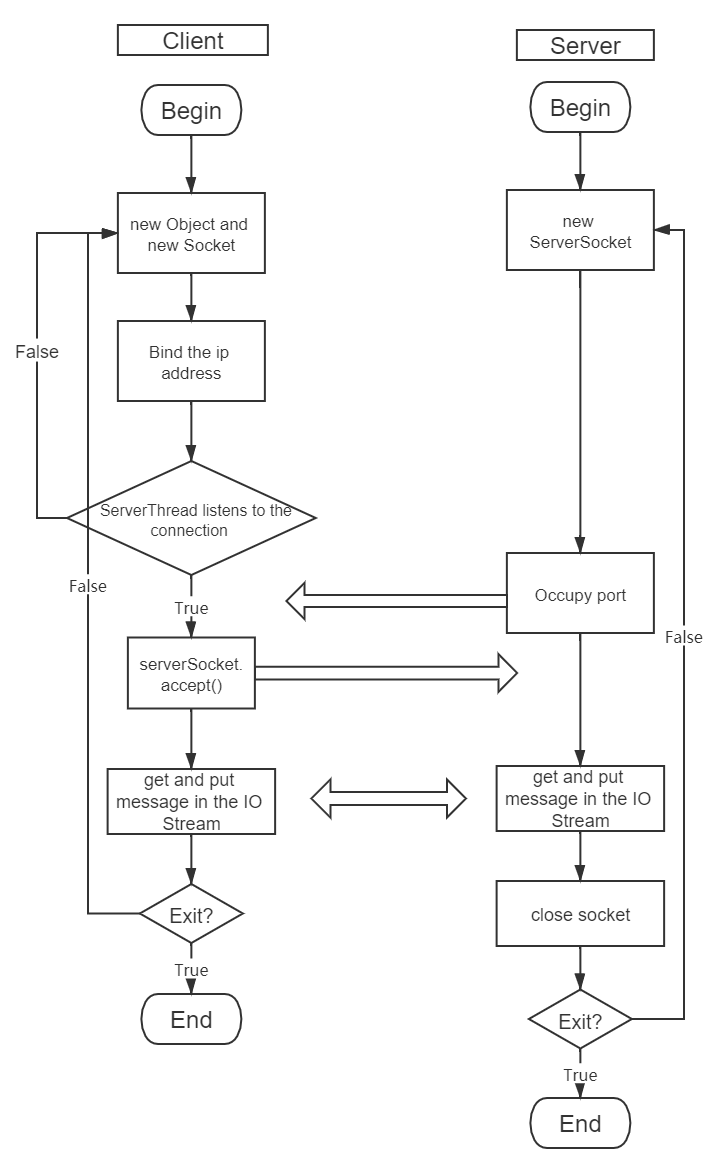 Client
Begin
new Object and
new Socket
False
Bind the ip
address
ServerThread listens to the
connection
False
True
serverSocket.
accept()
get and put
message in the IO
Stream
Exit?
True
End
Server
Begin
new
ServerSocket
Occupy port
False
get and put
message in the IO
Stream
close socket
Exit?
True
End